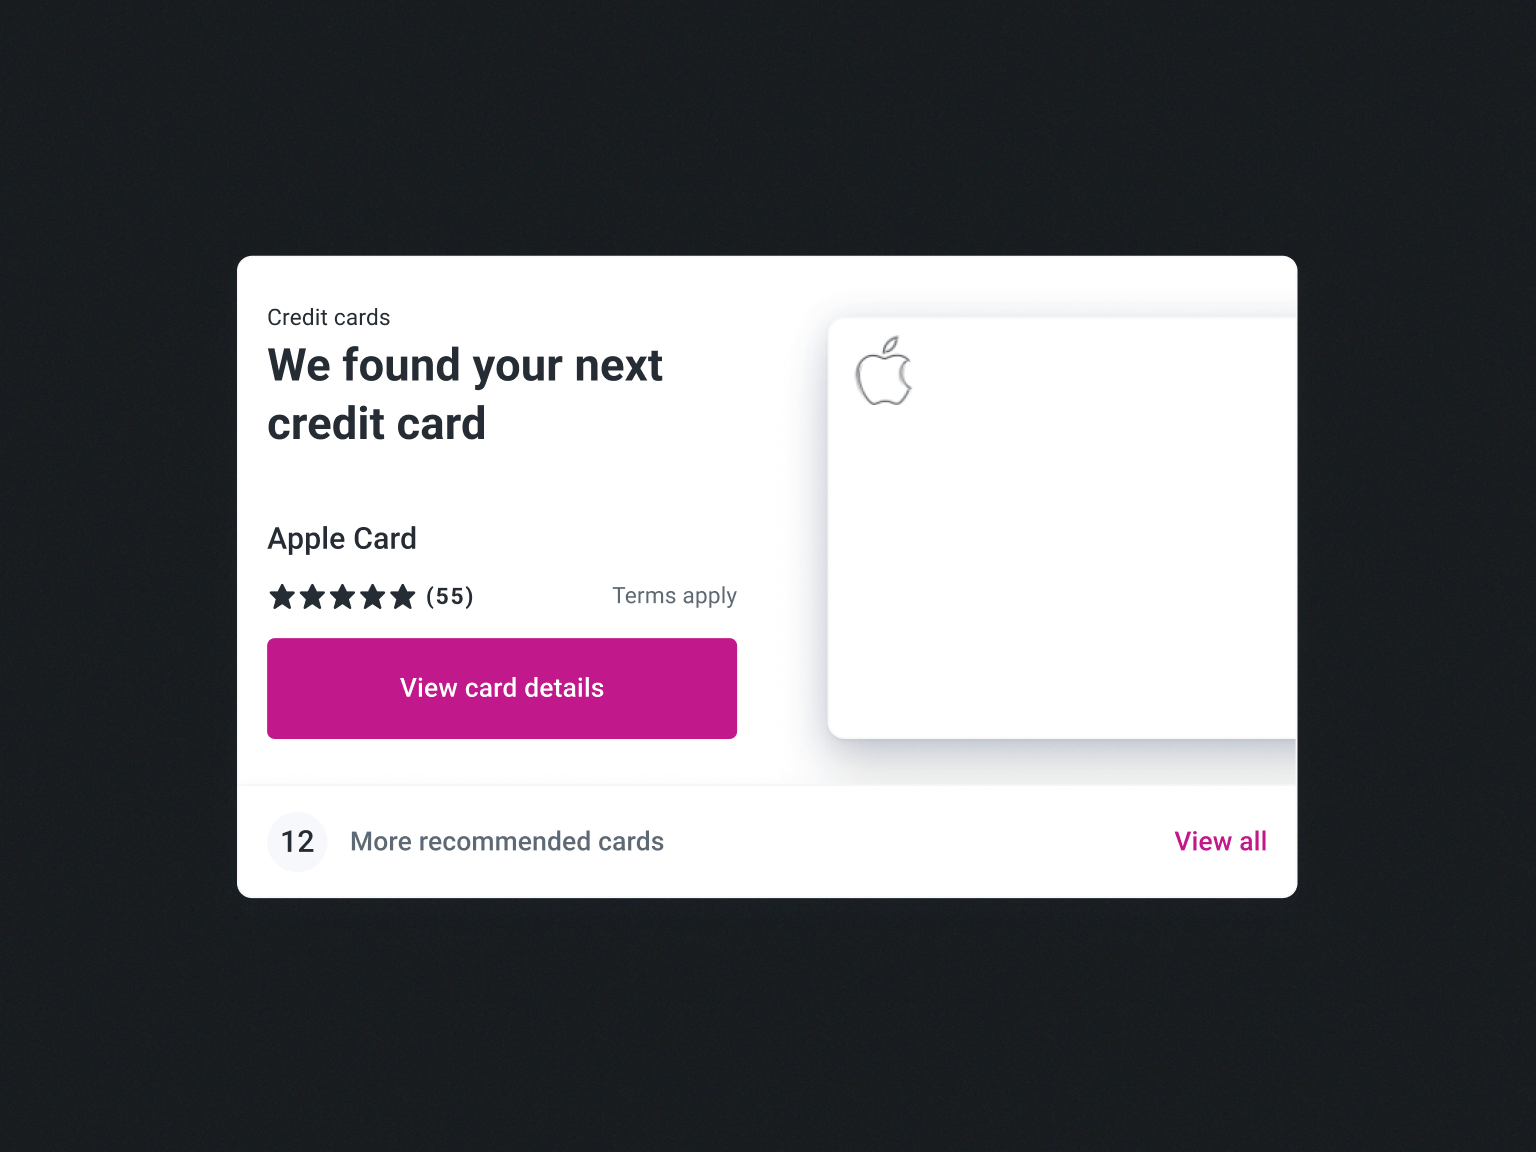 Credit cards
We found your next
credit card
Apple Card
(55)
Terms apply
View card details
12
More recommended cards
View all